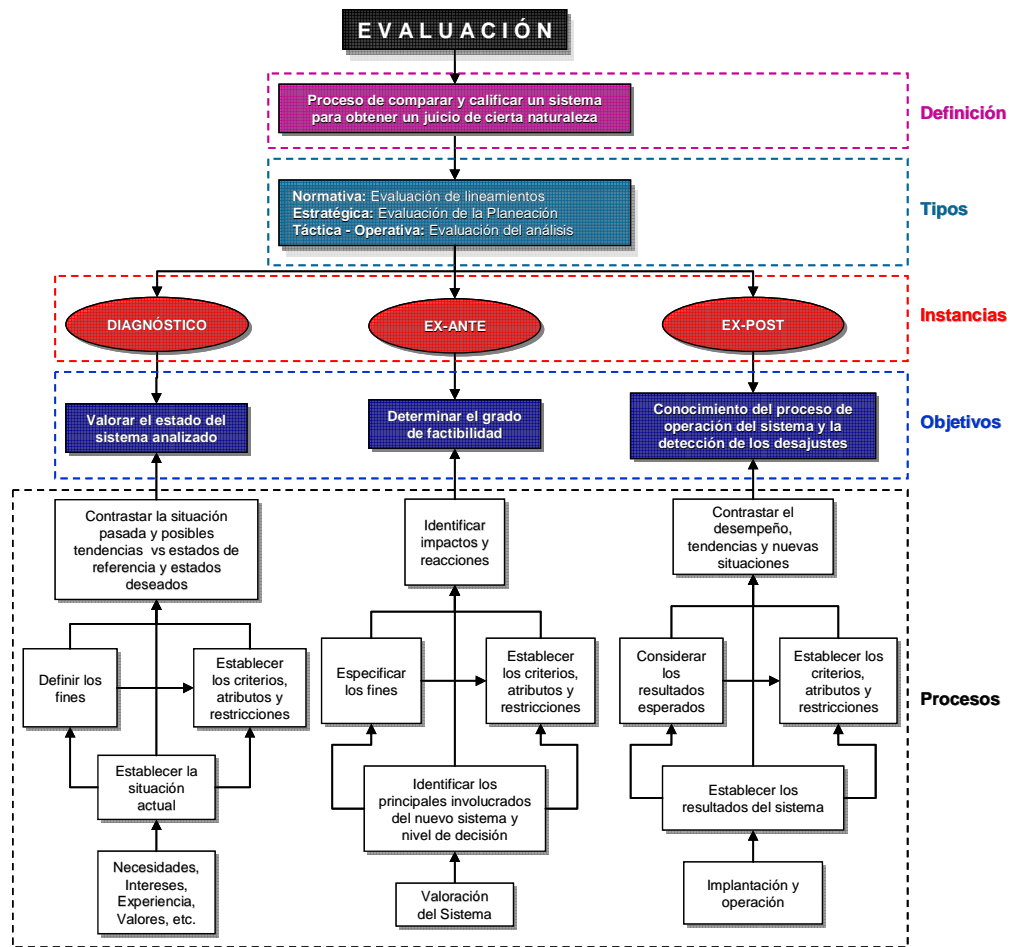 EVALUACIÓN
Proceso de comparar y calificar un sistema
para obtener un juicio de cierta naturaleza
Definición
Normativa: Evaluación de lineamientos
Estratégica: Evaluación de la Planeación
Táctica - Operativa: Evaluación del análisis
Tipos
DIAGNÓSTICO
EX-ANTE
EX-POST
Instancias
Valorar el estado del
sistema analizado
Determinar el grado
de factibilidad
Conocimiento del proceso de
operación del sistema y la
detección de los desajustes
Objetivos
Contrastar la situación
pasada y posibles
tendencias vs estados de
referencia y estados
deseados
Identificar
impactos y
reacciones
Contrastar el
desempeño,
tendencias y nuevas
situaciones
Definir los
fines
Establecer
los criterios,
atributos y
restricciones
Especificar
los fines
Establecer
los criterios,
atributos y
restricciones
Considerar
los
resultados
esperados
Establecer los
criterios,
atributos y
restricciones
Procesos
Establecer la
situación
actual
Identificar los
principales involucrados
del nuevo sistema y
nivel de decisión
Establecer los
resultados del sistema
Necesidades,
Intereses,
Experiencia,
Valores, etc.
Valoración
del Sistema
Implantación y
operación